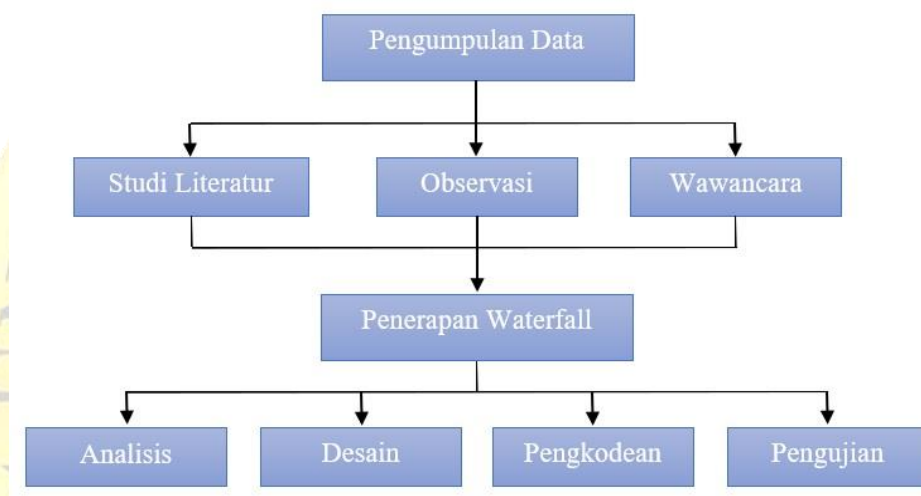 Pengumpulan Data
Studi Literatur
Observasi
Wawancara
Penerapan Waterfall
Analisis
Desain
Pengkodean
Pengujian